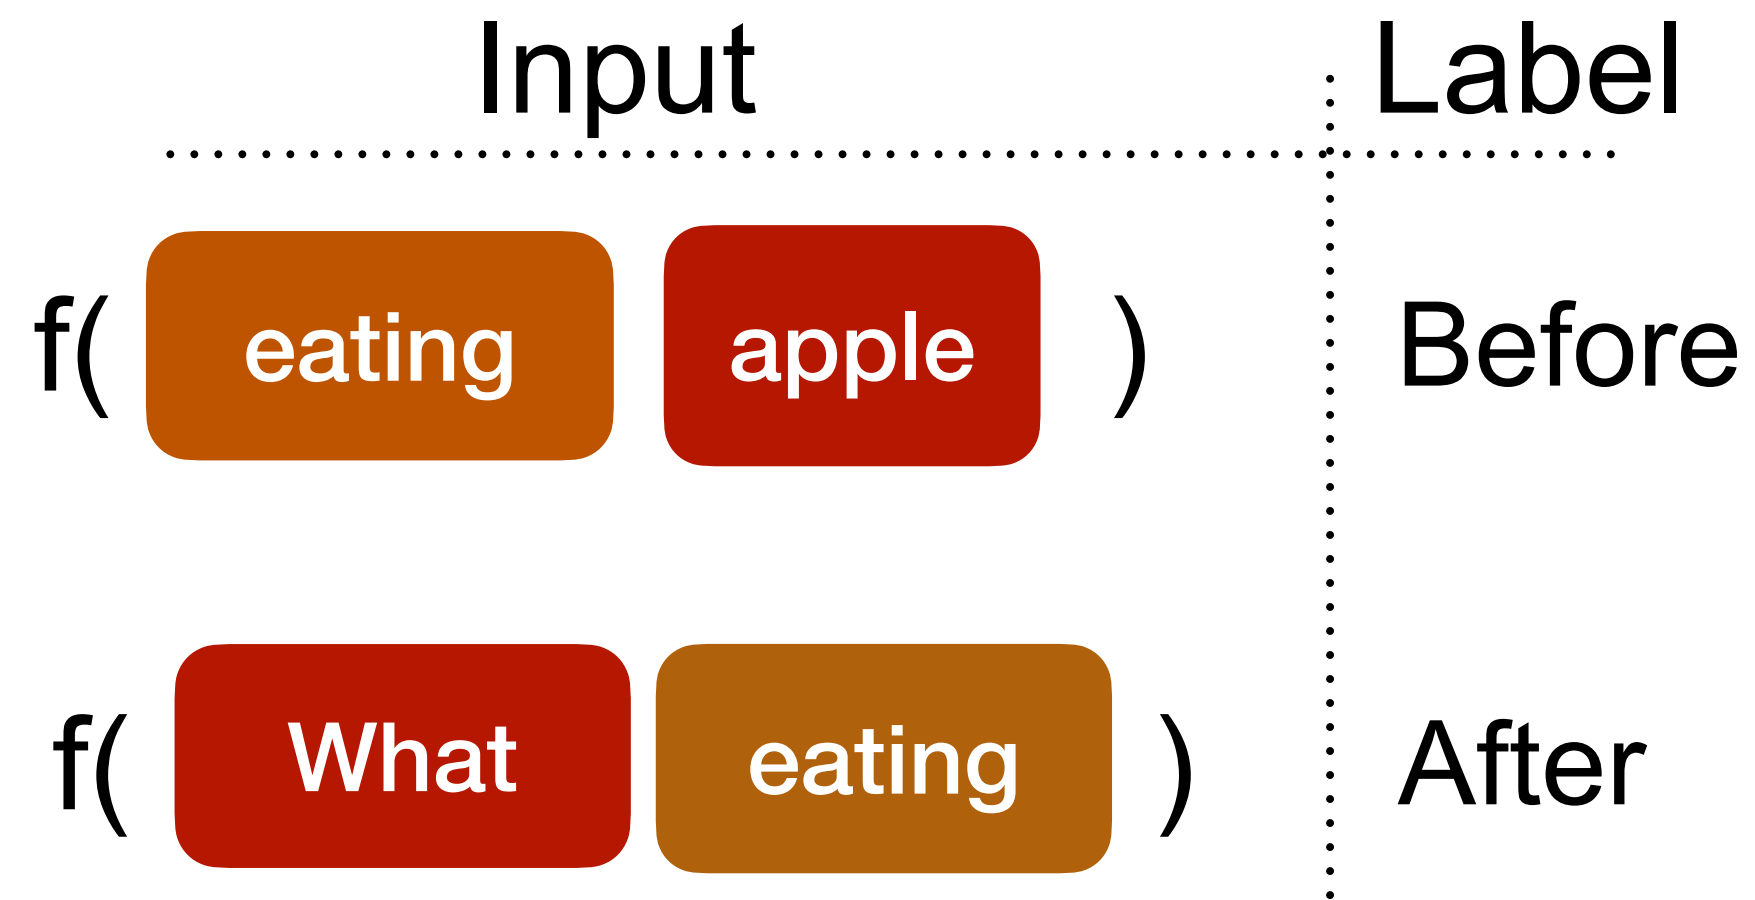 Input Label
f( eating apple ) Before
f( What eating ) After